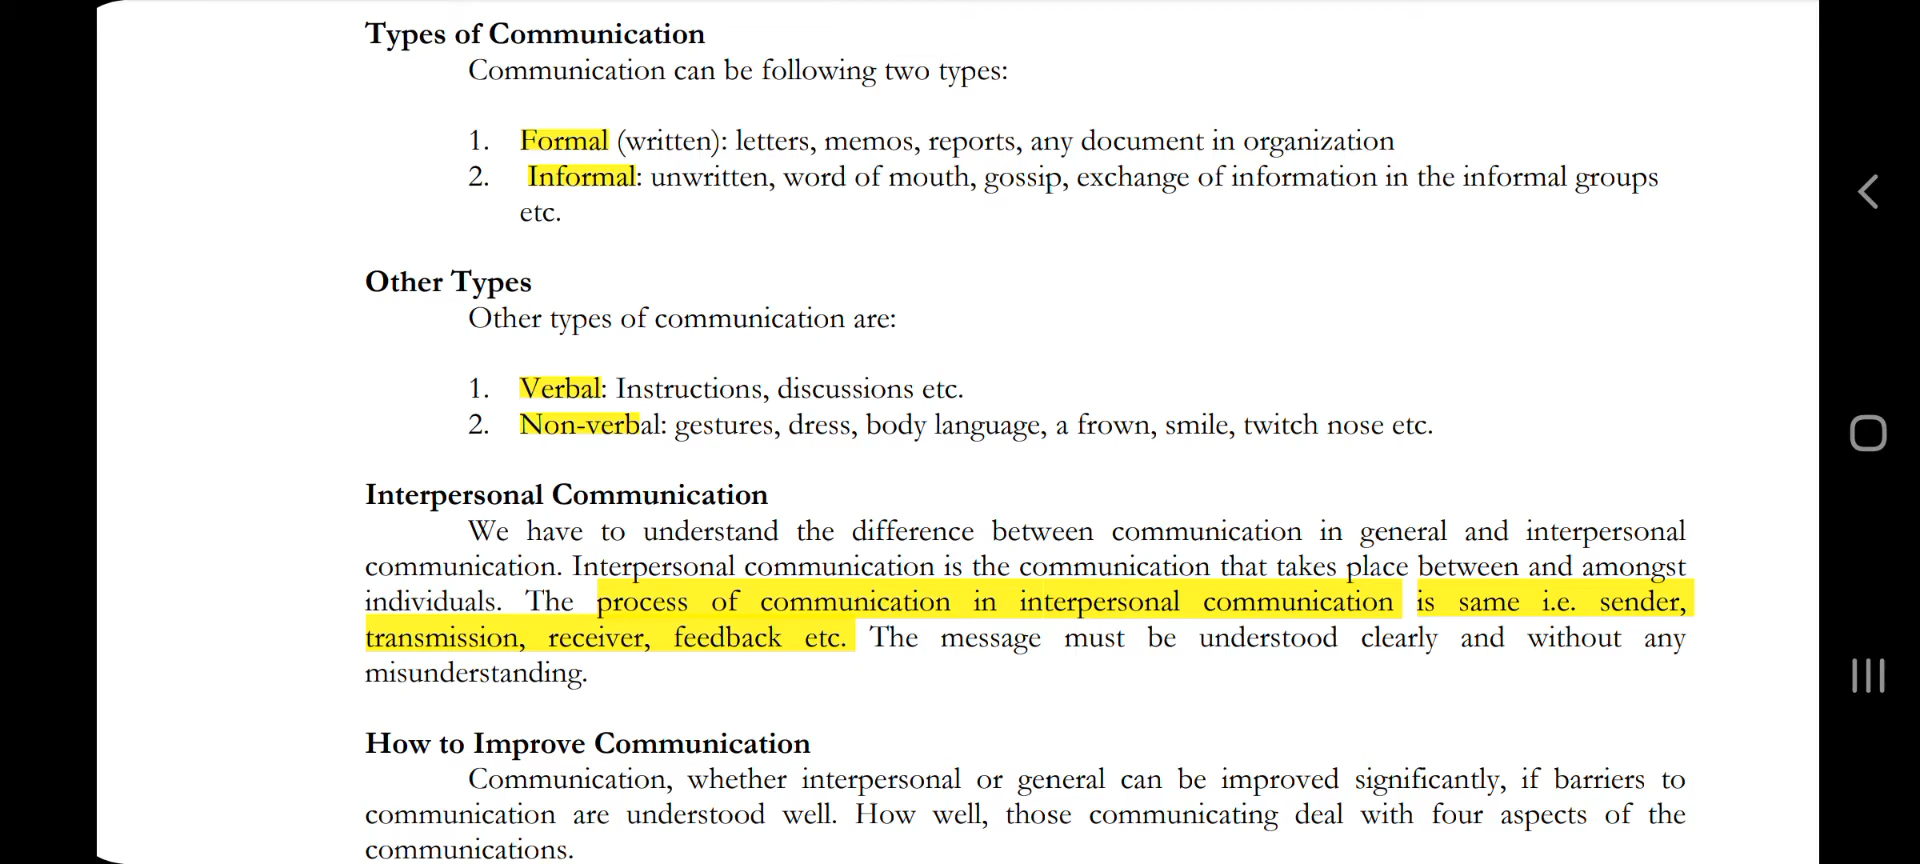 Types of Communication
Communication can be following two types:
1. Formal (written): letters, memos, reports, any document in organization
2. Informal: unwritten, word of mouth, gossip, exchange of information in the informal groups
etc.
Other Types
Other types of communication are:
1. Verbal: Instructions, discussions etc.
2. Non-verbal: gestures, dress, body language, a frown, smile, twitch nose etc.
Interpersonal Communication
We have to understand the difference between communication in general and interpersonal
communication. Interpersonal communication is the communication that takes place between and amongst
individuals. The process of communication in interpersonal communication is same i.e. sender,
transmission, receiver, feedback etc. The message must be understood clearly and without any
misunderstanding.
How to Improve Communication
Communication, whether interpersonal or general can be improved significantly, if barriers to
communication are understood well. How well, those communicating deal with four aspects of the
communications.